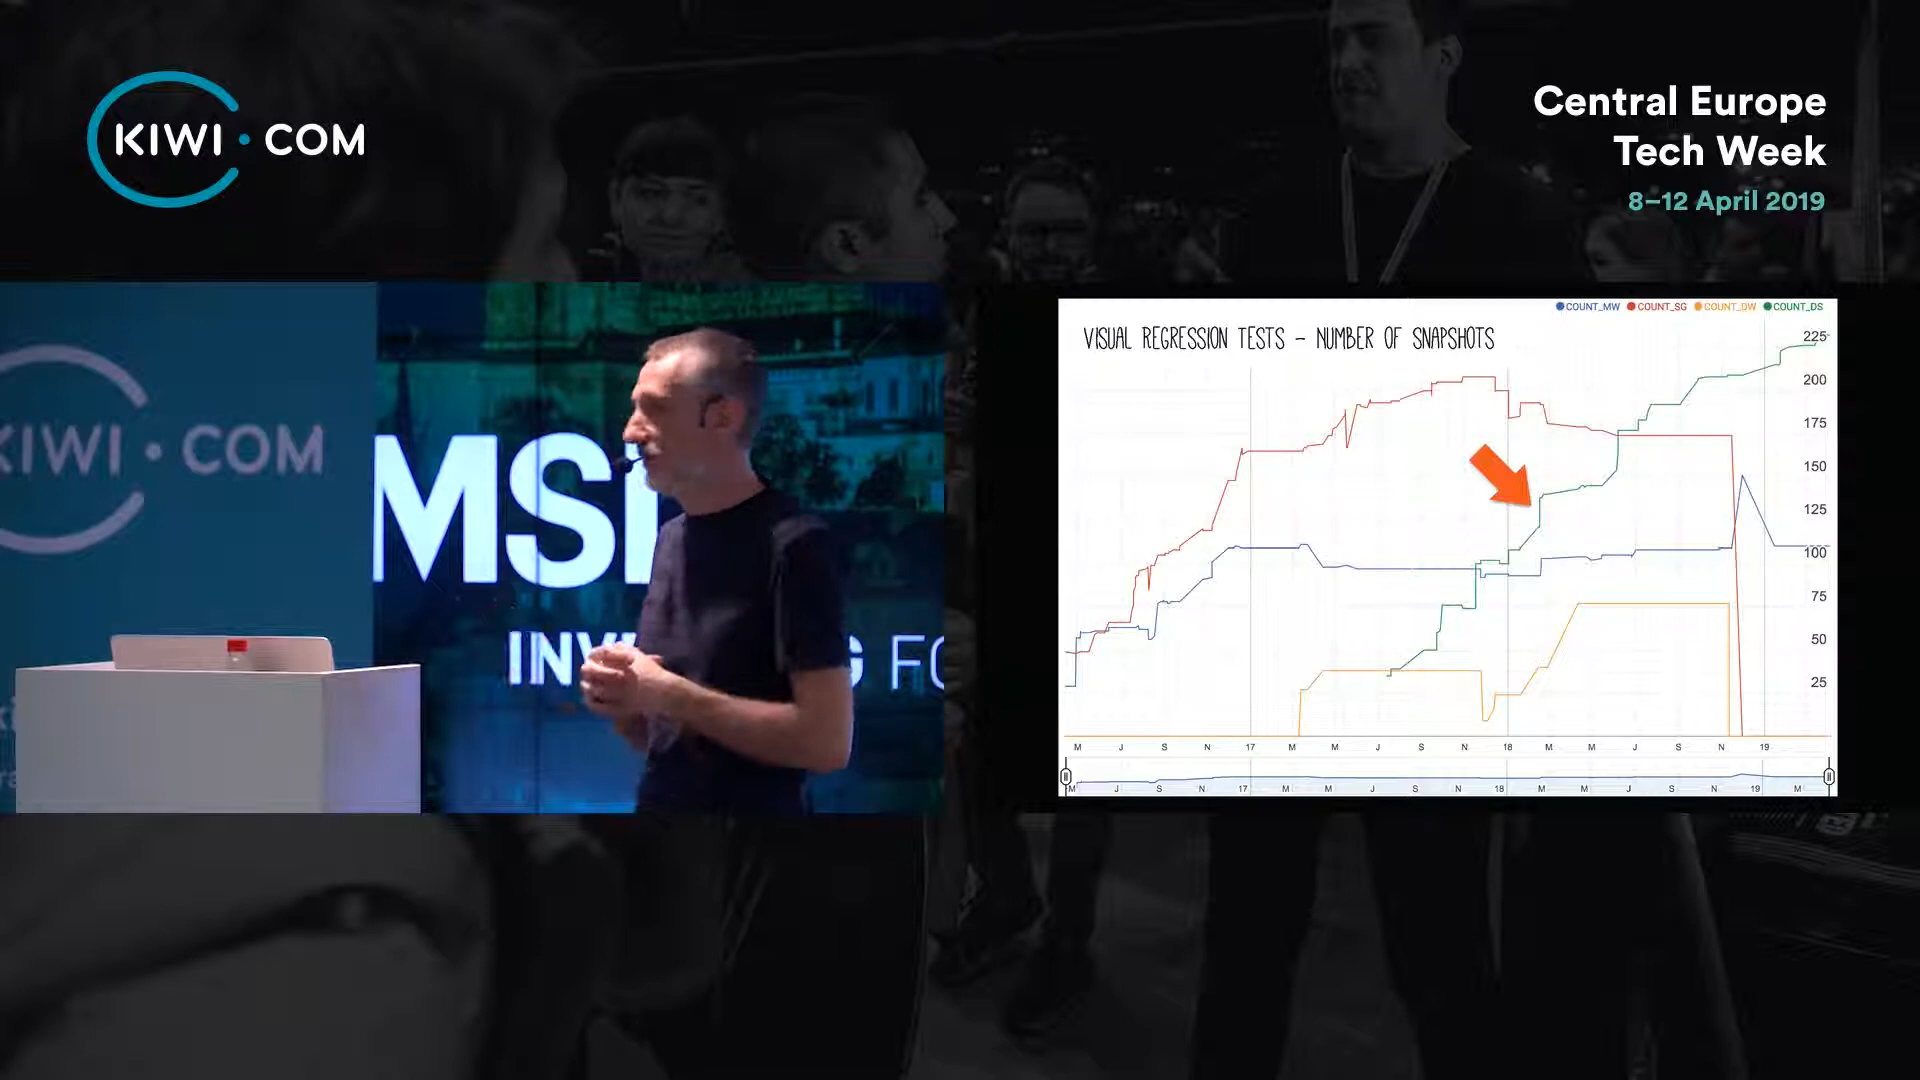 KIWI·COM
Central Europe
Tech Week
8–12 April 2019
KIWI·COM
MSD
INV
G FO
COUNT_MW COUNT_SG COUNT_DW COUNT_DS
VISUAL REGRESSION TESTS – NUMBER OF SNAPSHOTS
225
200
175
150
125
100
75
50
25
M J S N 17 M M J S N 18 M M J S N 19
M J S N 17 M M J S N 18 M M J S N 19 M